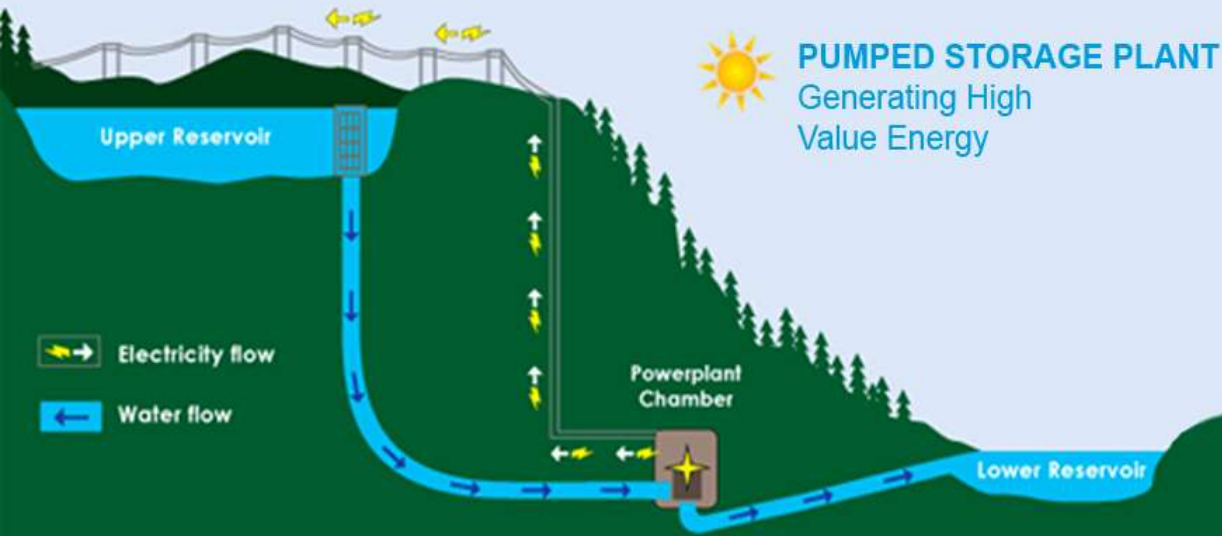 PUMPED STORAGE PLANT
Generating High
Value Energy
Upper Reservoir
Electricity flow
Water flow
Powerplant
Chamber
Lower Reservoir